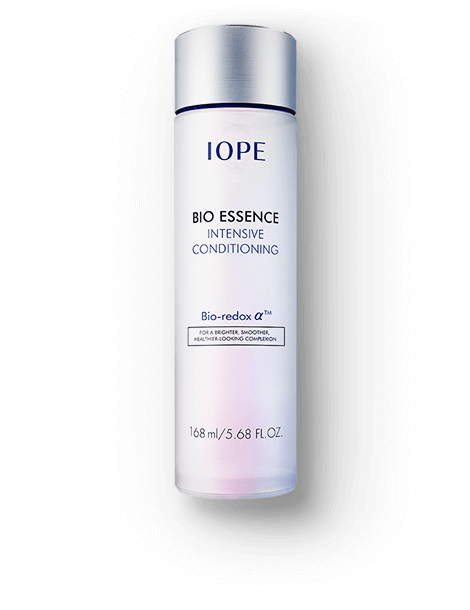 IOPE
BIO ESSENCE
INTENSIVE
CONDITIONING
Bio-redox α™
FOR A BRIGHTER, SMOOTHER,
HEALTHIER-LOOKING COMPLEXION
168 ml/5.68 FL.OZ.